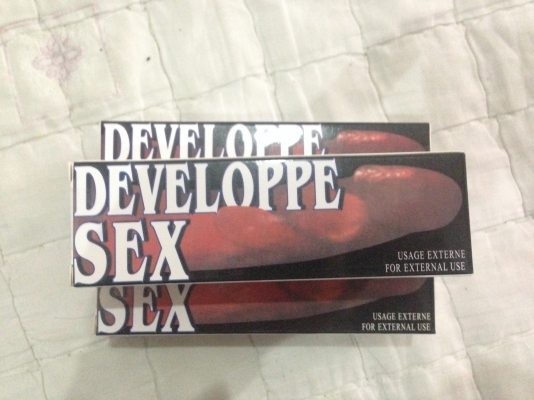 DEVELOPPE
DEVELOPPE
SEX
USAGE EXTERNE
FOR EXTERNAL USE
SEX
USAGE EXTERNE
FOR EXTERNAL USE